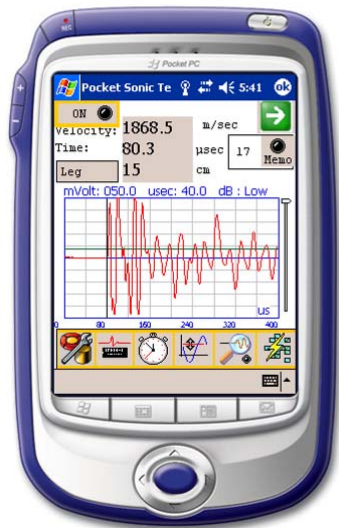 REC
Pocket PC
Pocket Sonic Te 5:41 ok
ON
Velocity: 1868.5 m/sec
Time: 80.3 µsec 17 Memo
Leg 15 cm
mVolt: 050.0 usec: 40.0 dB : Low
us
0 80 160 240 320 400